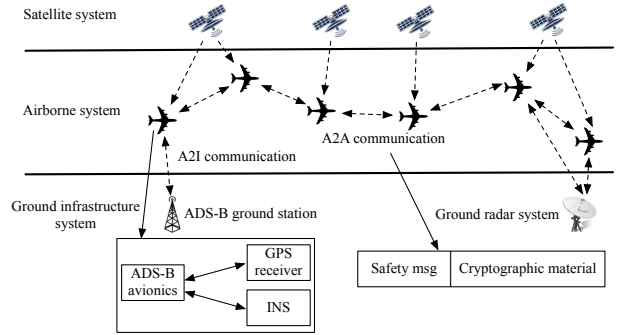 Satellite system
Airborne system
A2A communication
A2I communication
Ground infrastructure
system
ADS-B ground station
Ground radar system
ADS-B
avionics
GPS
receiver
INS
Safety msg
Cryptographic material